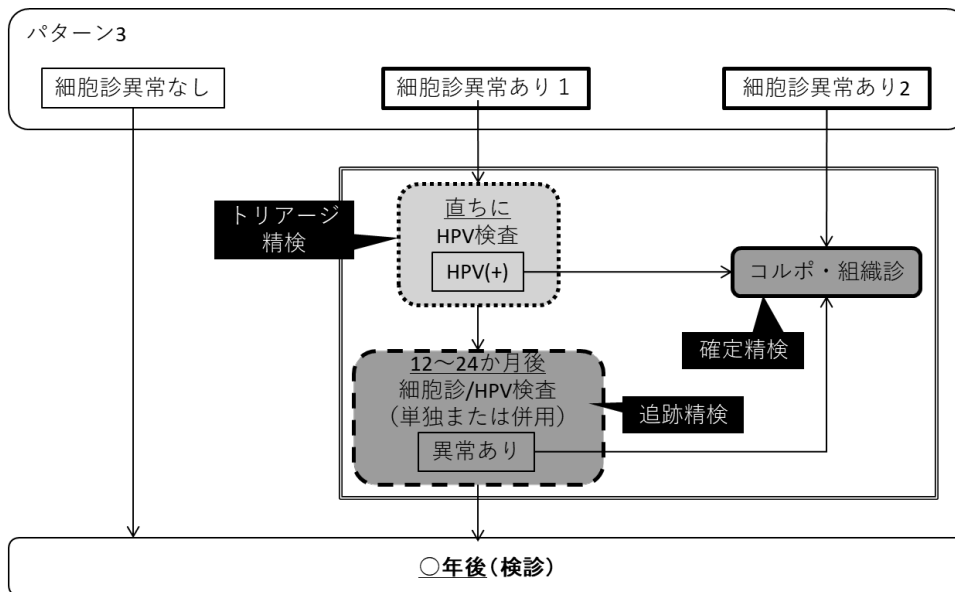 パターン3
細胞診異常なし
細胞診異常あり１
細胞診異常あり2
トリアージ
精検
直ちに
HPV検査
HPV(+)
コルポ・組織診
確定精検
12～24か月後
細胞診/HPV検査
（単独または併用）
異常あり
追跡精検
○年後(検診)